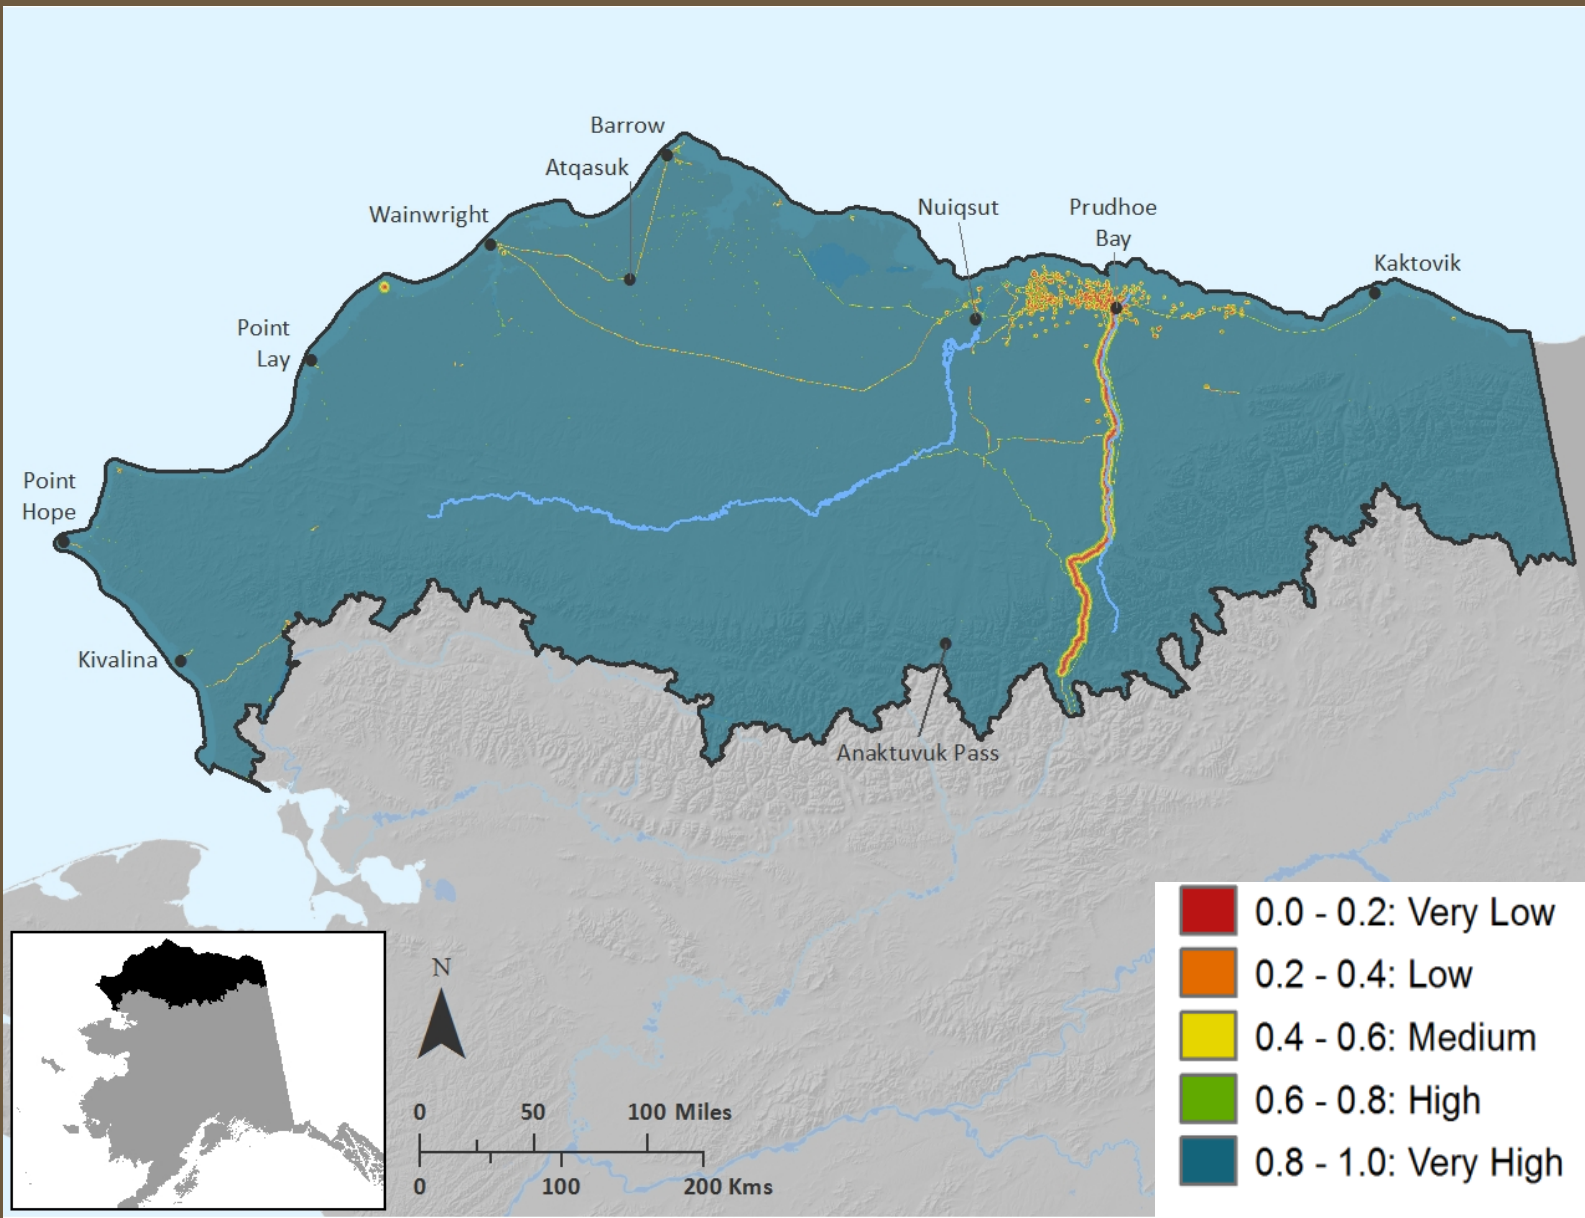 Barrow
Atqasuk
Wainwright
Nuiqsut
Prudhoe
Bay
Kaktovik
Point
Lay
Point
Hope
Kivalina
Anaktuvuk Pass
N
0 50 100 Miles
0 100 200 Kms
0.0 - 0.2: Very Low
0.2 - 0.4: Low
0.4 - 0.6: Medium
0.6 - 0.8: High
0.8 - 1.0: Very High